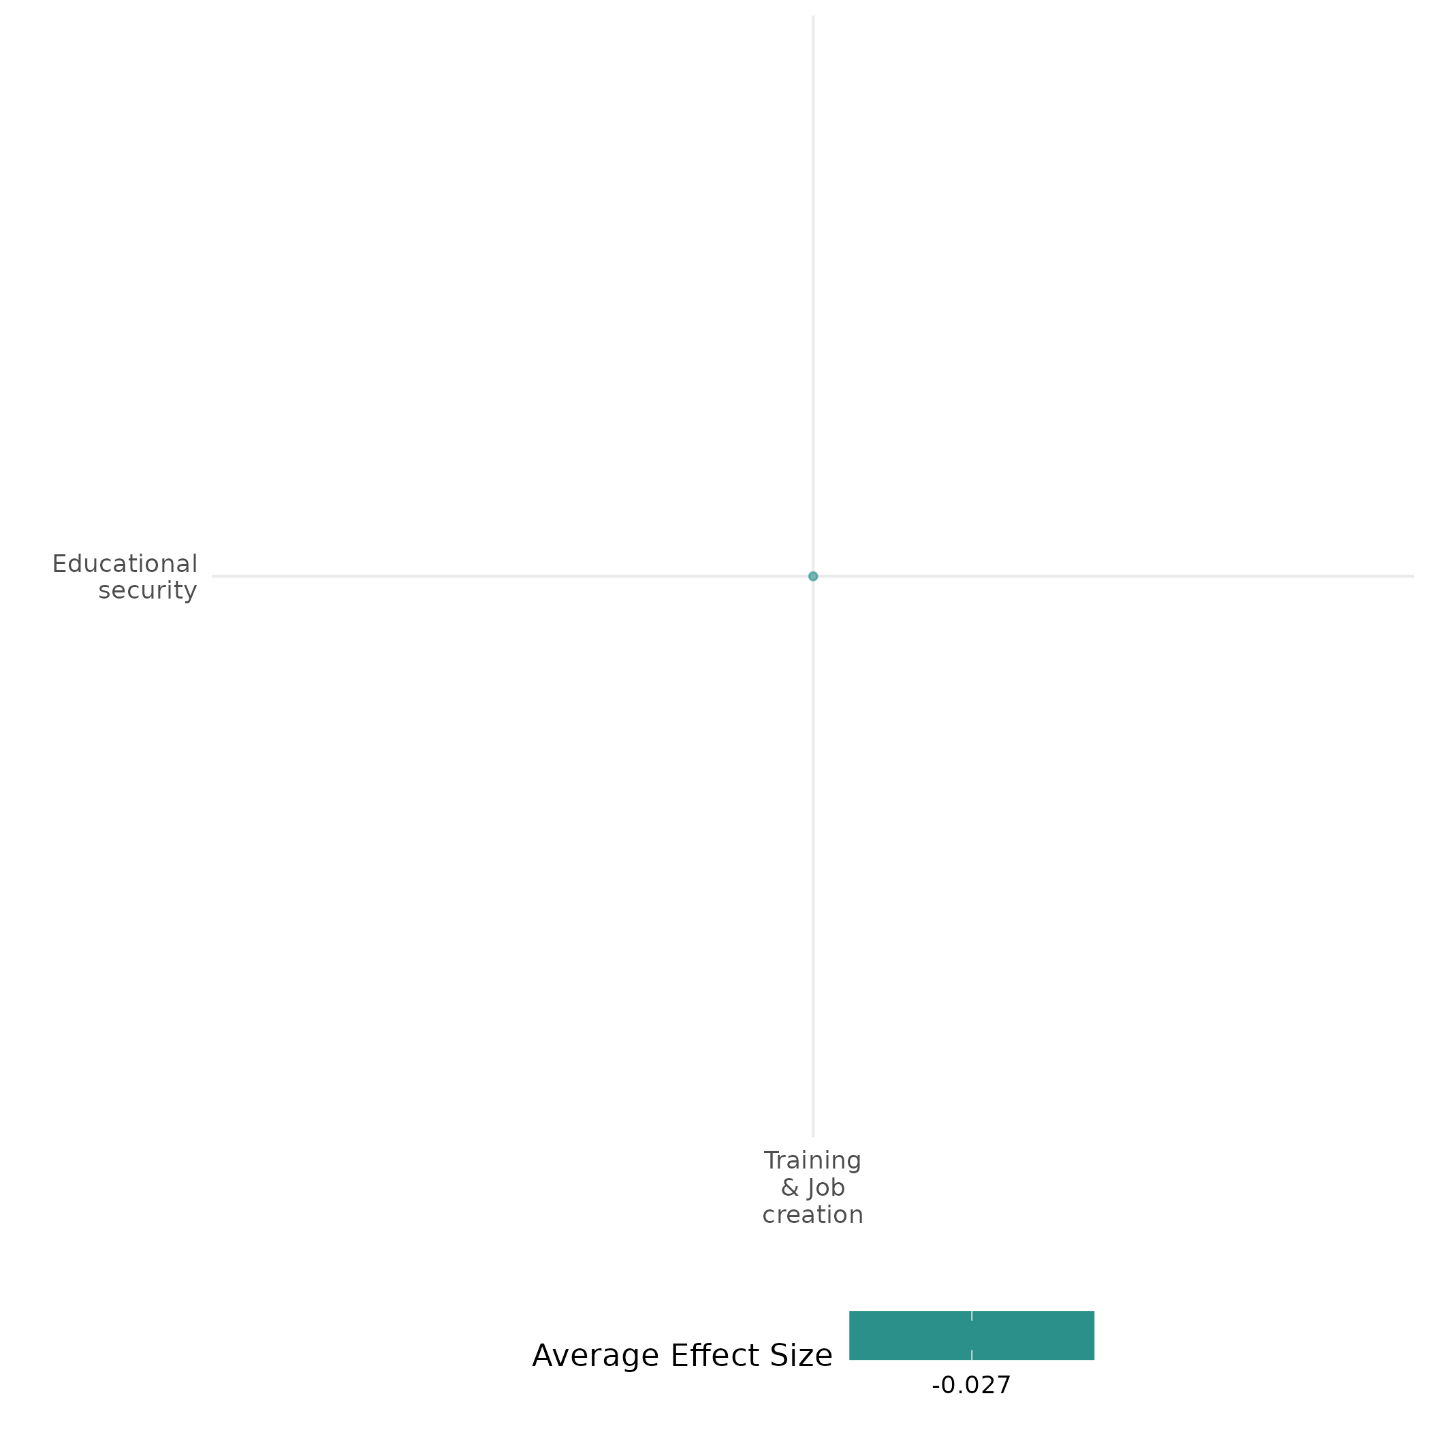 Educational
security
Training
& Job
creation
Average Effect Size
-0.027